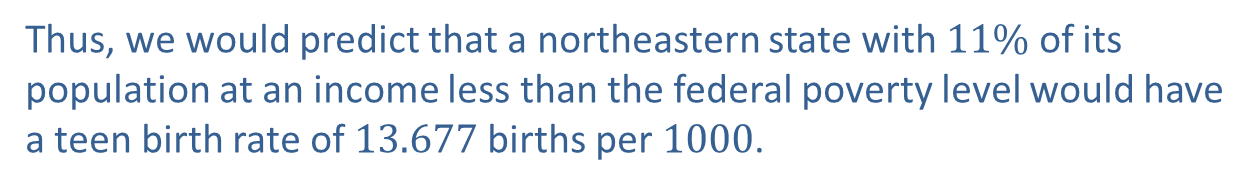 Thus, we would predict that a northeastern state with 11% of its
population at an income less than the federal poverty level would have
a teen birth rate of 13.677 births per 1000.